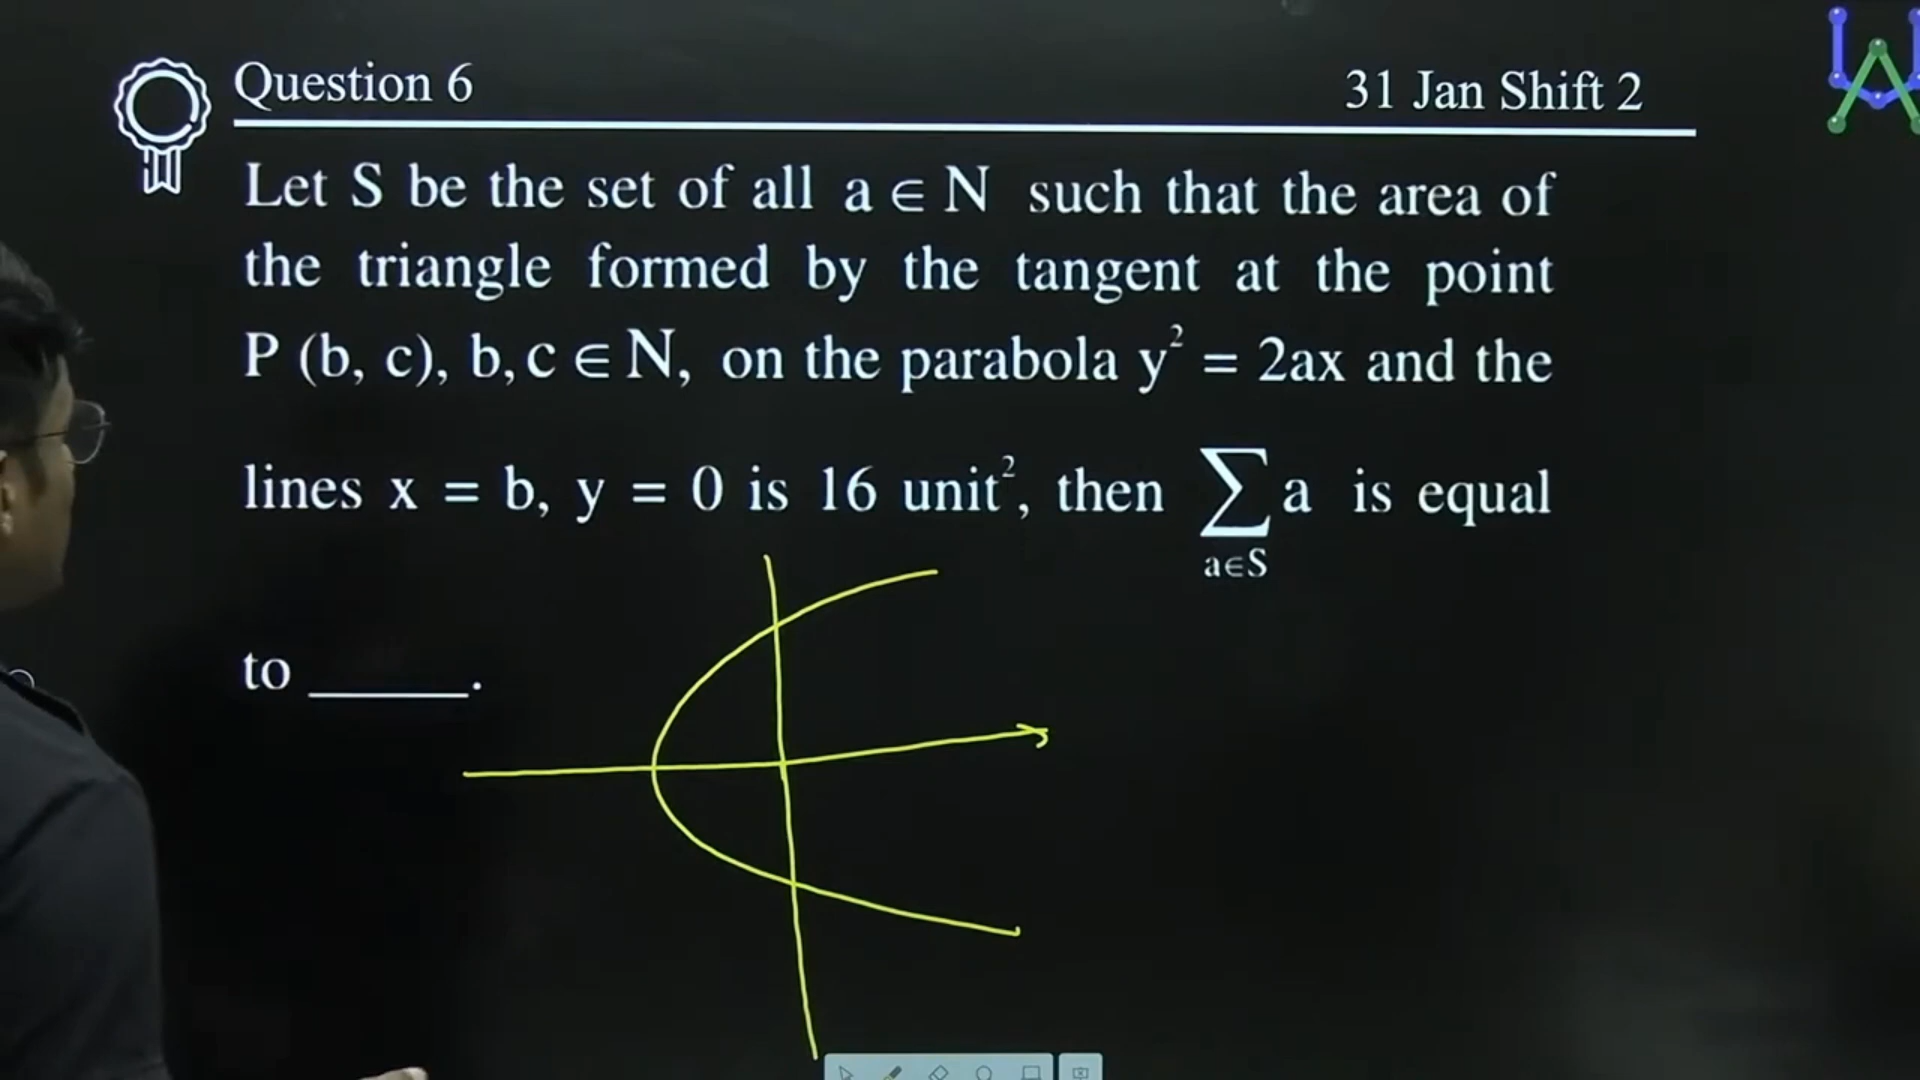 Question 6
31 Jan Shift 2
Let S be the set of all a ∈ N such that the area of
the triangle formed by the tangent at the point
P (b, c), b, c ∈ N, on the parabola y² = 2ax and the
lines x = b, y = 0 is 16 unit², then ∑ a is equal
a∈S
to _____.